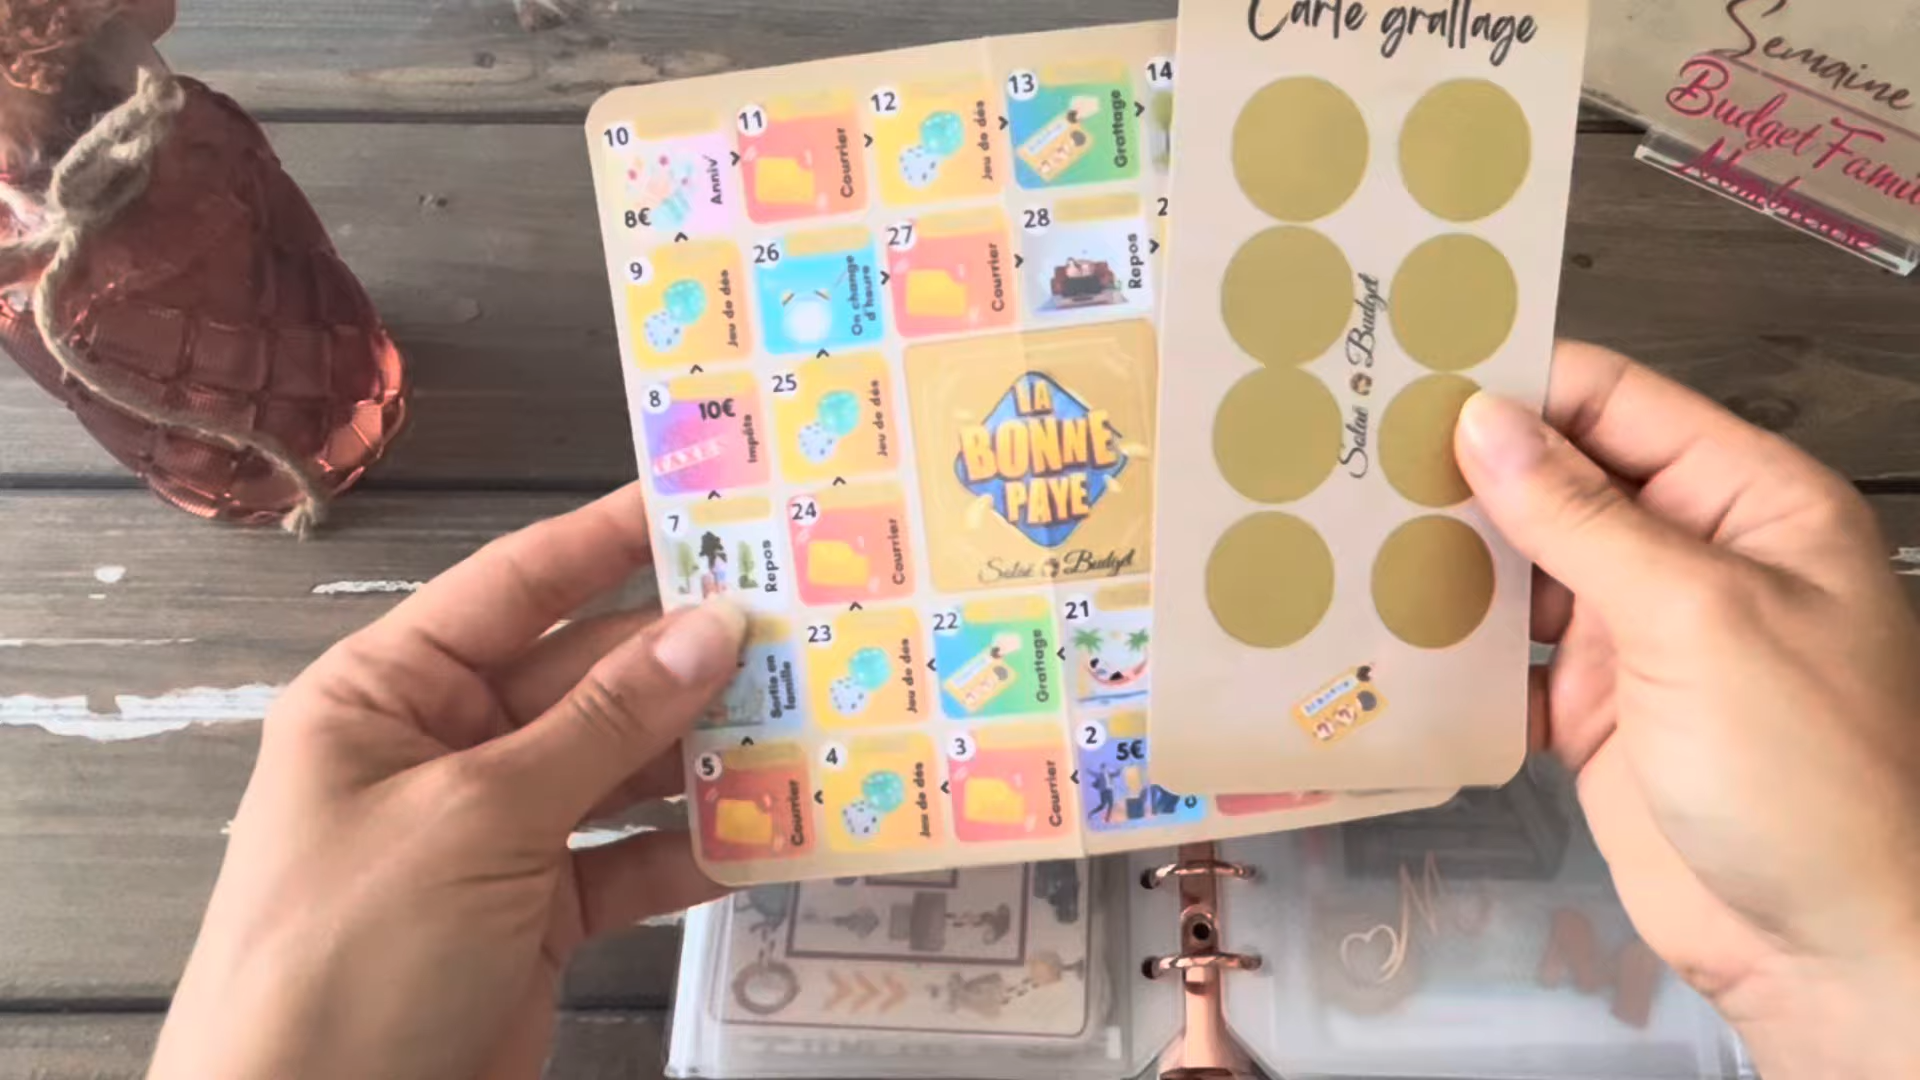 Carte grattage
Semaine
Budget Famil
Nombreuse
10
Anniv'
8€
11
Courrier
12
Jeu de dés
13
Grattage
14
9
Jeu de dés
26
On change
d'heure
27
Courrier
28
Repos
2
8
10€
Impôts
TAXES
25
Jeu de dés
LA
BONNE
PAYE
Budget
7
Repos
24
Courrier
Sortie en
famille
23
Jeu de dés
22
Grattage
21
5
Courrier
4
Jeu de dés
3
Courrier
2
5€
Budget